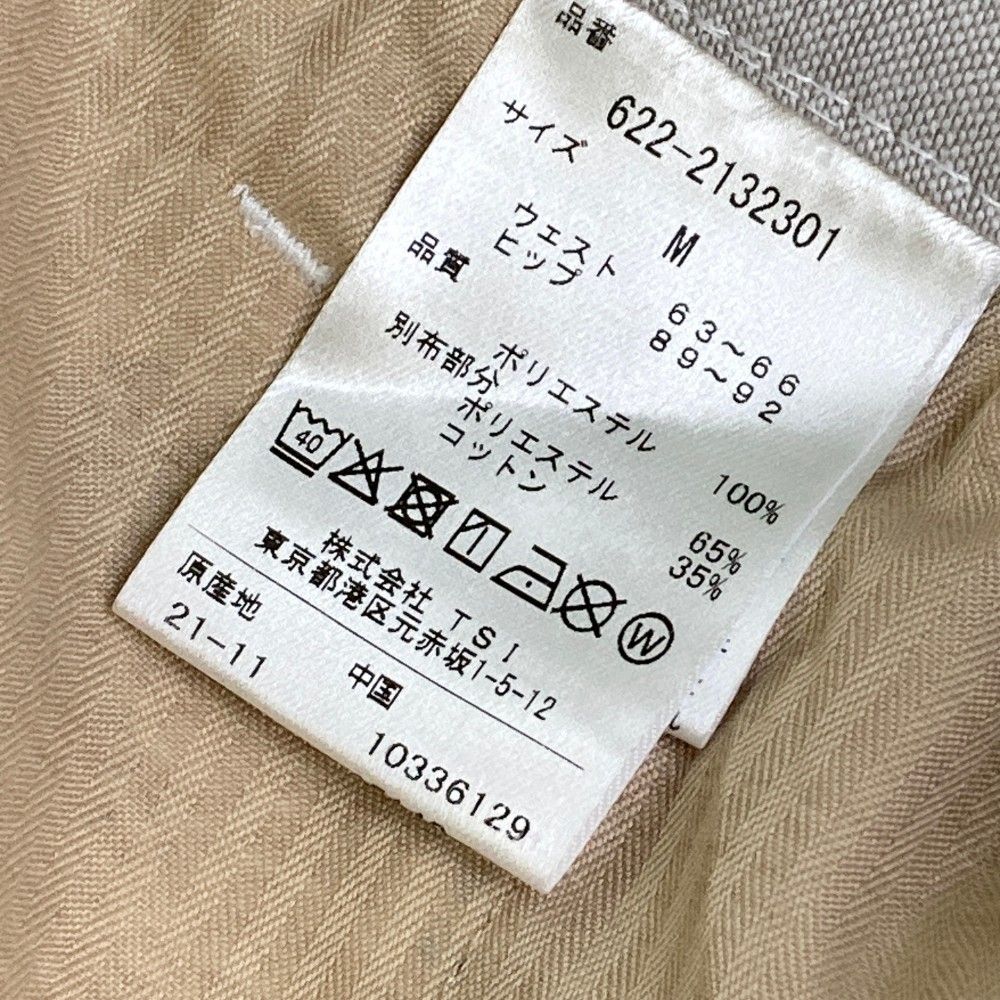 品番
622-2132301
サイズ
M
ウェスト 63~66
ヒップ 89~92
品質
ポリエステル 100%
別布部分
ポリエステル 65%
コットン 35%
40
W
株式会社 TSI
東京都港区元赤坂1-5-12
原産地 中国
21-11 10336129